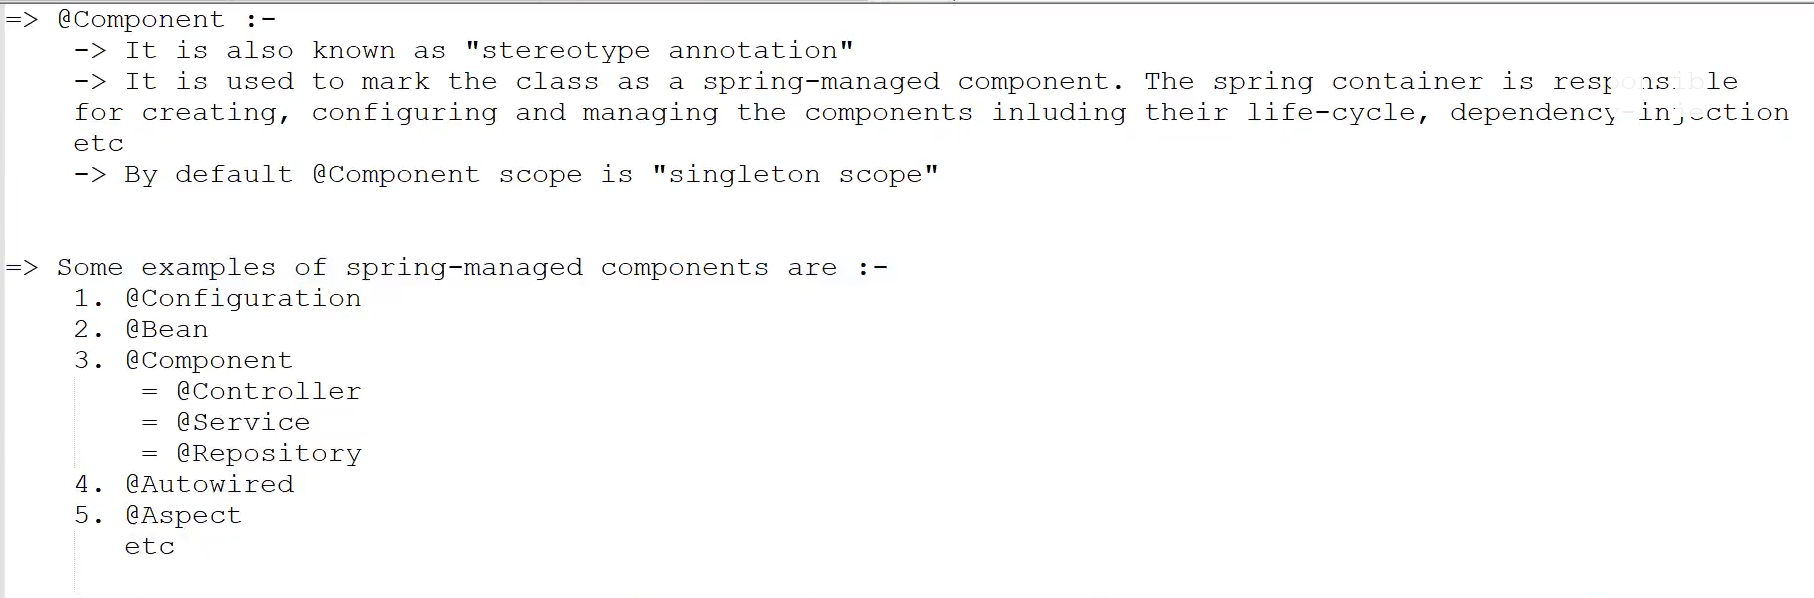 => @Component :-
-> It is also known as "stereotype annotation"
-> It is used to mark the class as a spring-managed component. The spring container is responsible
for creating, configuring and managing the components inluding their life-cycle, dependency-injection
etc
-> By default @Component scope is "singleton scope"
=> Some examples of spring-managed components are :-
1. @Configuration
2. @Bean
3. @Component
= @Controller
= @Service
= @Repository
4. @Autowired
5. @Aspect
etc